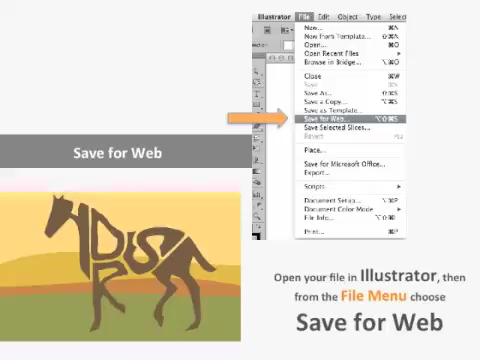 Illustrator File Edit Object Type Select
New... ⌘N
New from Template... ⇧⌘N
Open... ⌘O
Open Recent Files
Browse in Bridge... ⌥⌘O
Close ⌘W
Save
Save As... ⇧⌘S
Save a Copy... ⌥⌘S
Save as Template...
Save for Web... ⌥⇧⌘S
Save Selected Slices...
Revert
Place...
Save for Microsoft Office...
Export...
Scripts
Document Setup... ⌥⌘P
Document Color Mode
File Info...
Print... ⌘P
Save for Web
Open your file in Illustrator, then
from the File Menu choose
Save for Web